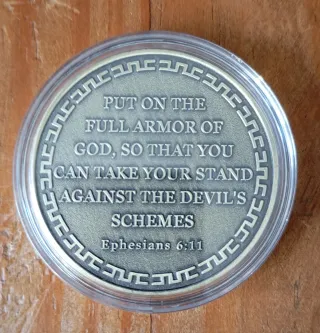 PUT ON THE
FULL ARMOR OF
GOD, SO THAT YOU
CAN TAKE YOUR STAND
AGAINST THE DEVIL'S
SCHEMES
Ephesians 6:11